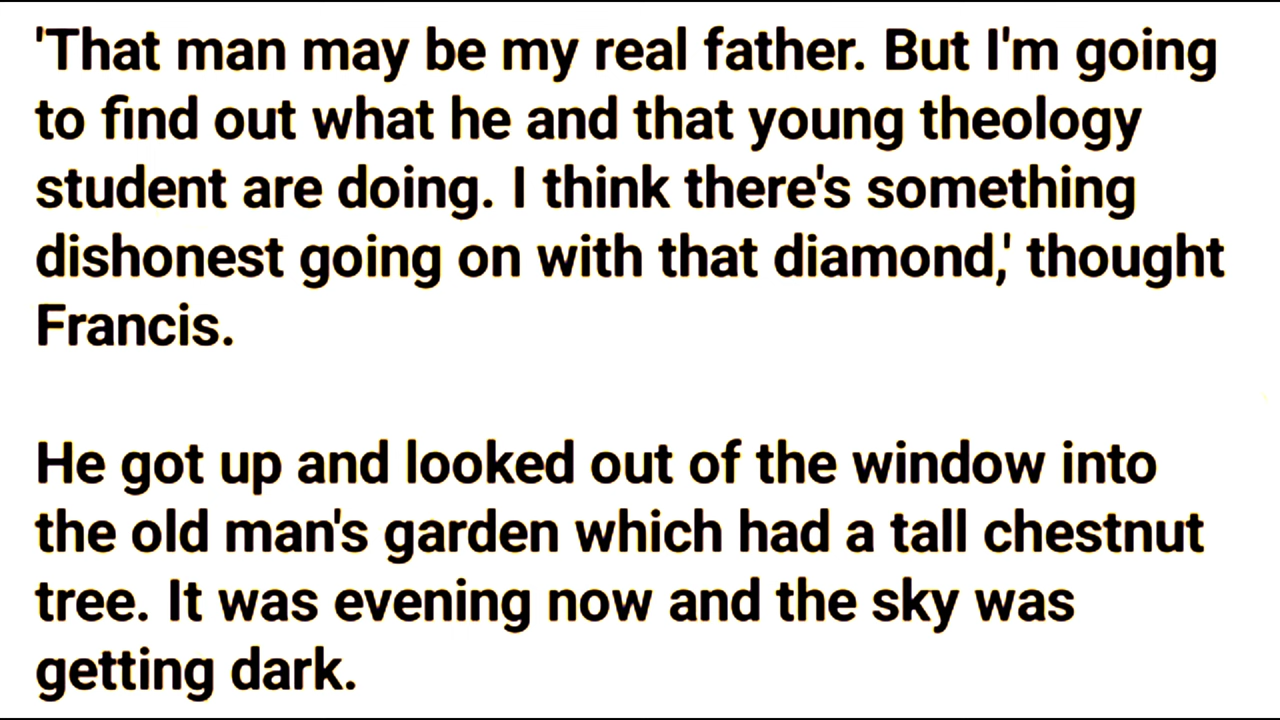 'That man may be my real father. But I'm going
to find out what he and that young theology
student are doing. I think there's something
dishonest going on with that diamond,' thought
Francis.
He got up and looked out of the window into
the old man's garden which had a tall chestnut
tree. It was evening now and the sky was
getting dark.